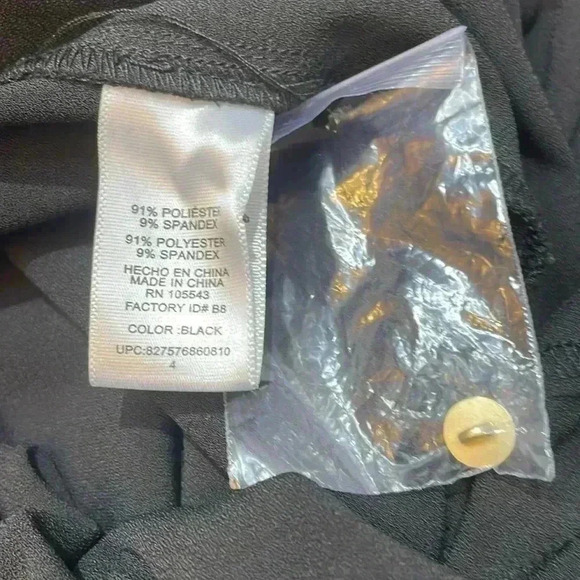 91% POLIÉSTER
9% SPANDEX
91% POLYESTER
9% SPANDEX
HECHO EN CHINA
MADE IN CHINA
RN 105543
FACTORY ID# B8
COLOR :BLACK
UPC:827576860810
4